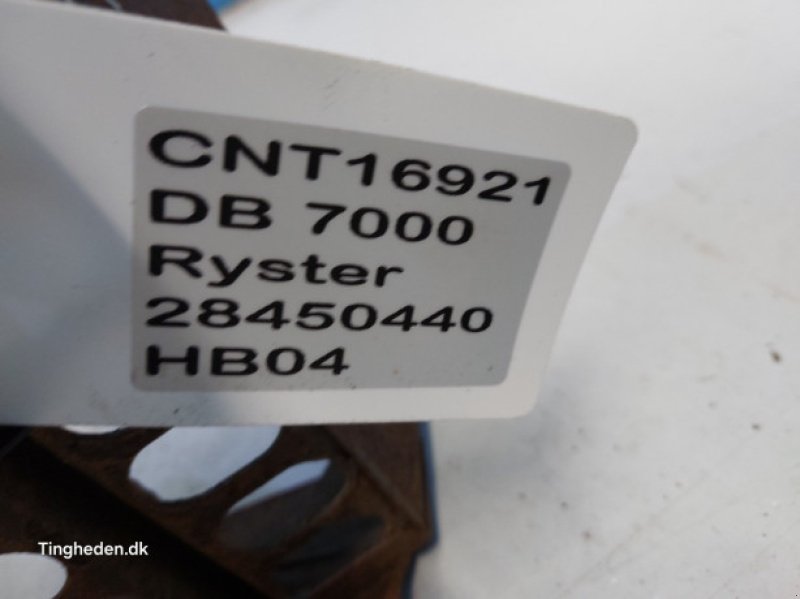 CNT16921
DB 7000
Ryster
28450440
HB04
Tingheden.dk